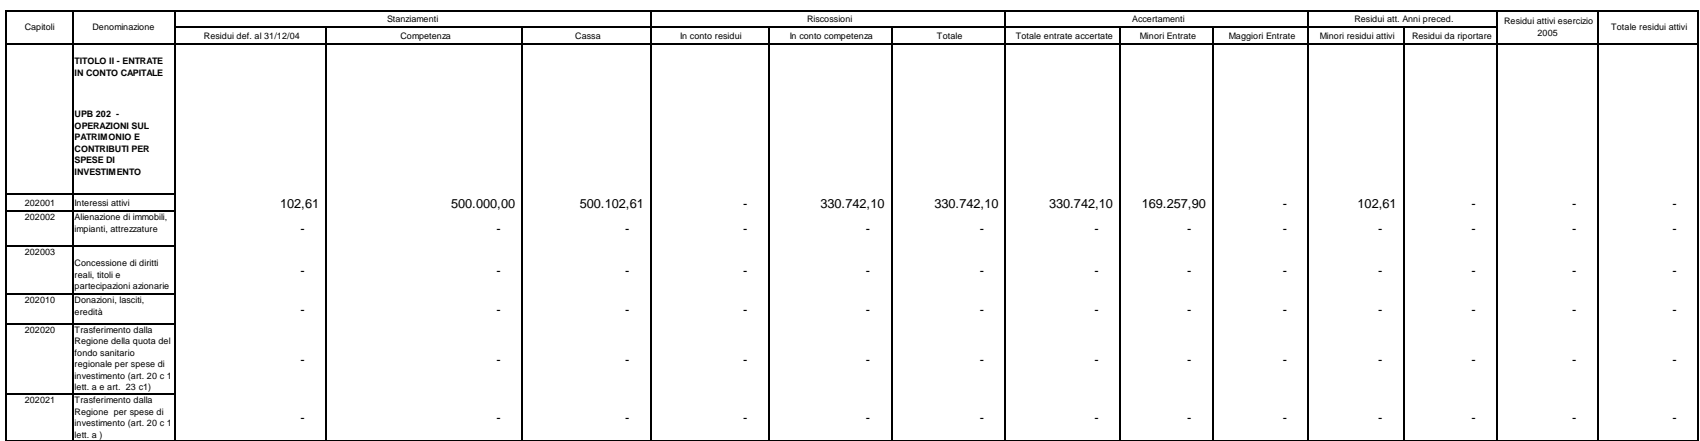 Capitoli Denominazione Stanziamenti Riscossioni Accertamenti Residui att. Anni preced. Residui attivi esercizio 2005 Totale residui attivi
Residui def. al 31/12/04 Competenza Cassa In conto residui In conto competenza Totale Totale entrate accertate Minori Entrate Maggiori Entrate Minori residui attivi Residui da riportare
TITOLO II - ENTRATE
IN CONTO CAPITALE
UPB 202 -
OPERAZIONI SUL
PATRIMONIO E
CONTRIBUTI PER
SPESE DI
INVESTIMENTO
202001 Interessi attivi 102,61 500.000,00 500.102,61 - 330.742,10 330.742,10 330.742,10 169.257,90 - 102,61 - - -
202002 Alienazione di immobili,
impianti, attrezzature - - - - - - - - - - - - -
202003
Concessione di diritti
reali, titoli e - - - - - - - - - - - - -
partecipazioni azionarie
202010 Donazioni, lasciti,
eredità - - - - - - - - - - - - -
202020 Trasferimento dalla
Regione della quota del
fondo sanitario
regionale per spese di - - - - - - - - - - - - -
investimento (art. 20 c 1
lett. a e art. 23 c1)
202021 Trasferimento dalla
Regione per spese di
investimento (art. 20 c 1 - - - - - - - - - - - - -
lett. a )